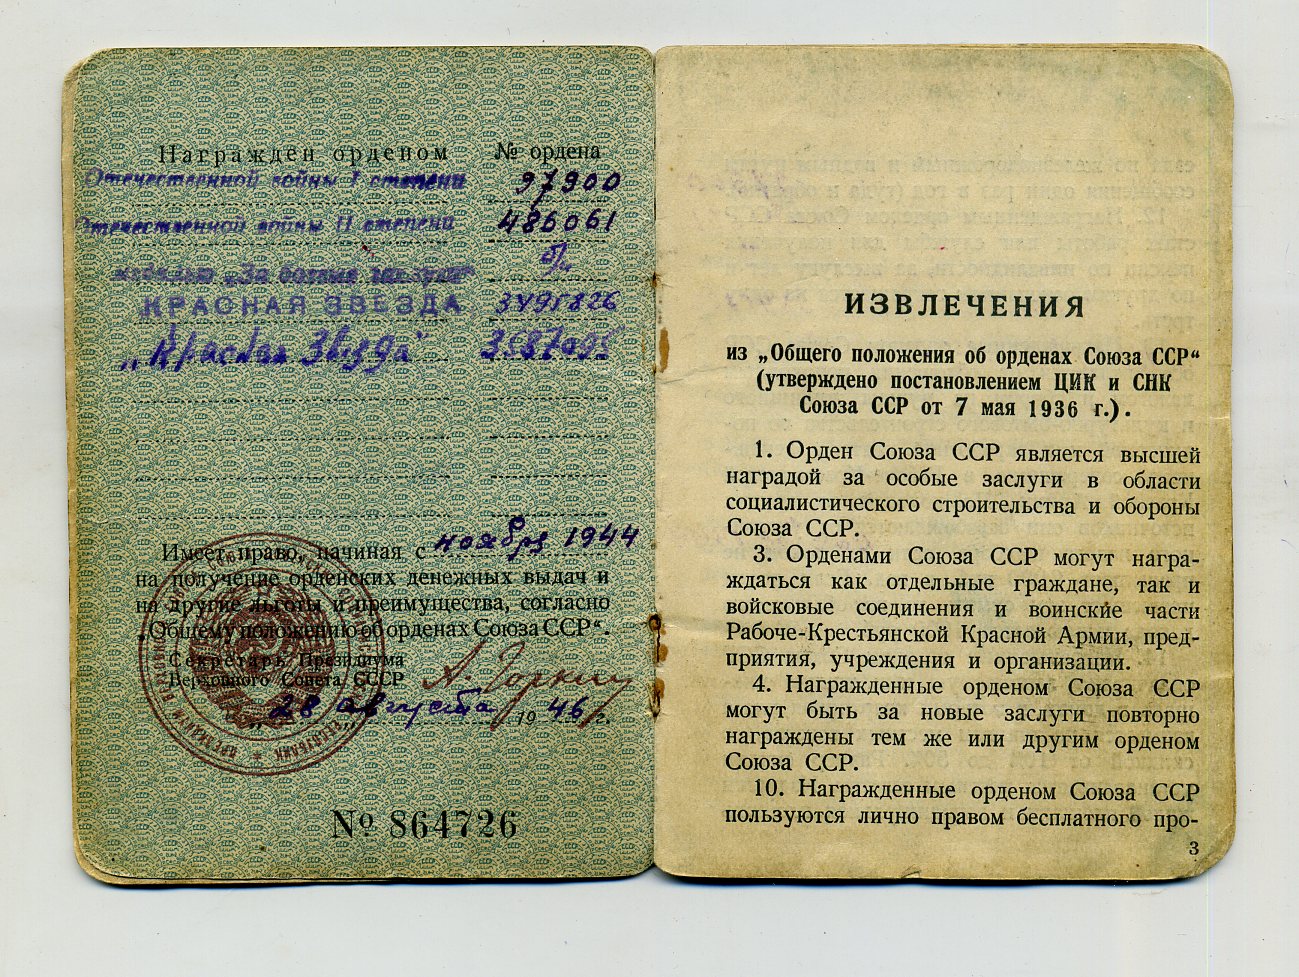 Награжден орденом № ордена
Отечественной войны I степени 97900
Отечественной войны II степени 486061
медалью „За боевые заслуги“ б/н
КРАСНАЯ ЗВЕЗДА 3495826
„Красная Звезда“
Имеет право, начиная с ноября 1944
на получение орденских денежных выдач и
на другие льготы и преимущества, согласно
„Общему положению об орденах Союза ССР“.
Секретарь Президиума
Верховного Совета СССР А. Горкин
„28“ августа 1946 г.
№ 864726
ИЗВЛЕЧЕНИЯ
из „Общего положения об орденах Союза ССР“
(утверждено постановлением ЦИК и СНК
Союза ССР от 7 мая 1936 г.).
1. Орден Союза ССР является высшей
наградой за особые заслуги в области
социалистического строительства и обороны
Союза ССР.
3. Орденами Союза ССР могут награ-
ждаться как отдельные граждане, так и
войсковые соединения и воинские части
Рабоче-Крестьянской Красной Армии, пред-
приятия, учреждения и организации.
4. Награжденные орденом Союза ССР
могут быть за новые заслуги повторно
награждены тем же или другим орденом
Союза ССР.
10. Награжденные орденом Союза ССР
пользуются лично правом бесплатного про-
3